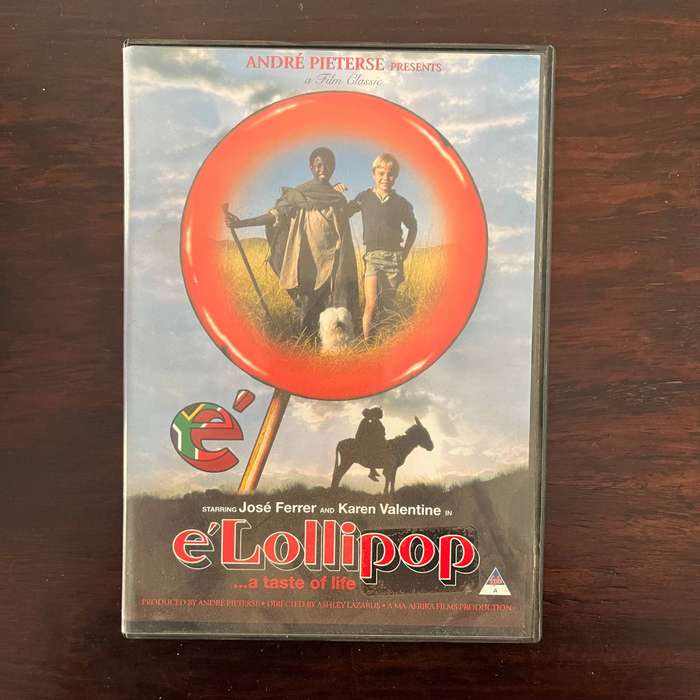 ANDRÉ PIETERSE PRESENTS
a Film Classic
é
STARRING José Ferrer AND Karen Valentine IN
e'Lollipop
...a taste of life
A
PRODUCED BY ANDRÉ PIETERSE • DIRECTED BY ASHLEY LAZARUS • A MA-AFRIKA FILMS PRODUCTION